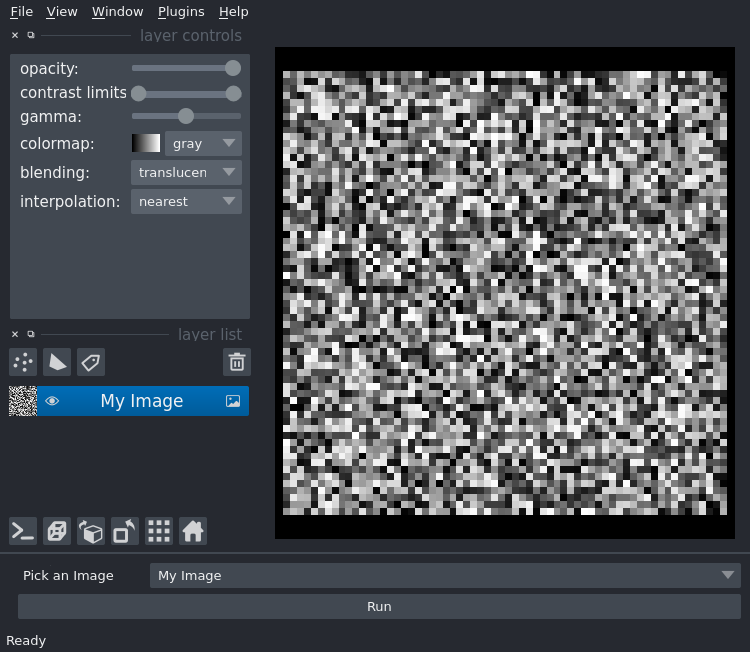 File View Window Plugins Help
layer controls
opacity:
contrast limits
gamma:
colormap: gray
blending: translucen
interpolation: nearest
layer list
My Image
Pick an Image My Image
Run
Ready